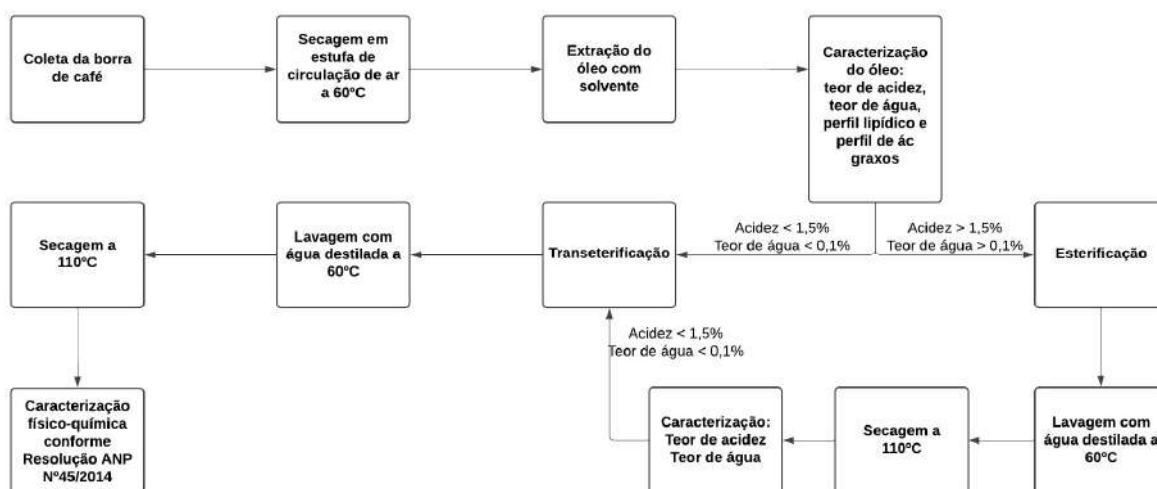 Coleta da borra
de café
Secagem em
estufa de
circulação de ar
a 60ºC
Extração do
óleo com
solvente
Caracterização
do óleo:
teor de acidez,
teor de água,
perfil lipídico e
perfil de ác
graxos
Acidez < 1,5%
Teor de água < 0,1%
Acidez > 1,5%
Teor de água > 0,1%
Secagem a
110ºC
Lavagem com
água destilada a
60ºC
Transeterificação
Esterificação
Acidez < 1,5%
Teor de água < 0,1%
Caracterização
físico-química
conforme
Resolução ANP
Nº45/2014
Caracterização:
Teor de acidez
Teor de água
Secagem a
110ºC
Lavagem com
água destilada a
60ºC